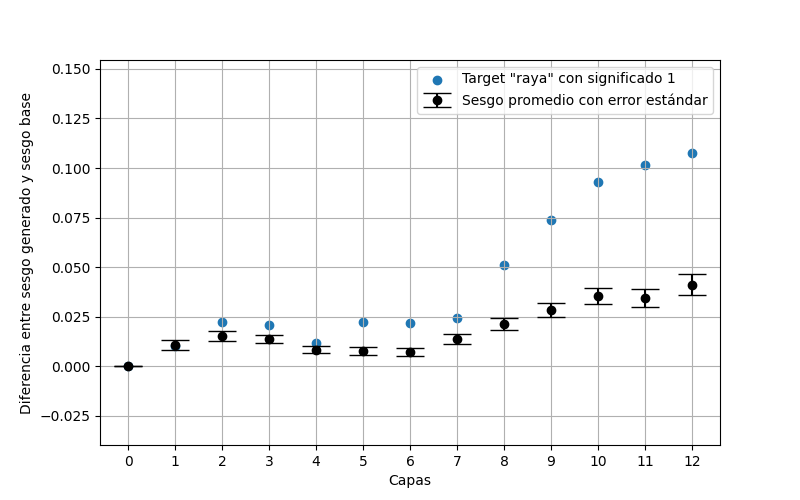 Target "raya" con significado 1
Sesgo promedio con error estándar
Diferencia entre sesgo generado y sesgo base
0.150
0.125
0.100
0.075
0.050
0.025
0.000
−0.025
0 1 2 3 4 5 6 7 8 9 10 11 12
Capas